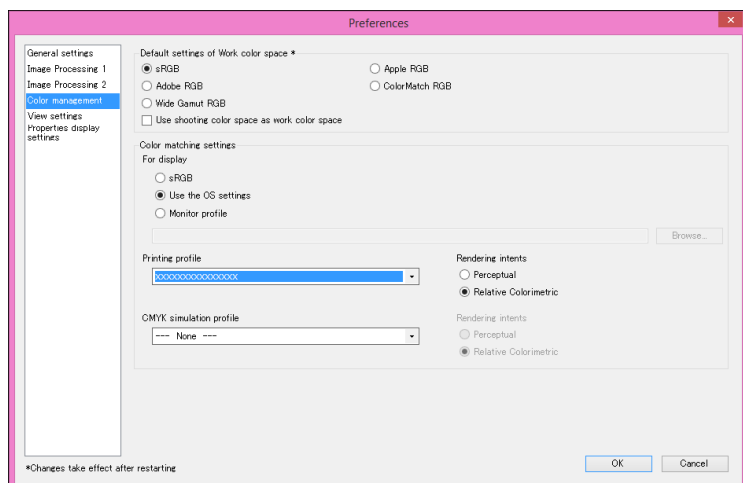 Preferences
General settings
Image Processing 1
Image Processing 2
Color management
View settings
Properties display
settings
Default settings of Work color space *
sRGB
Apple RGB
Adobe RGB
ColorMatch RGB
Wide Gamut RGB
Use shooting color space as work color space
Color matching settings
For display
sRGB
Use the OS settings
Monitor profile
Browse...
Printing profile
Rendering intents
xxxxxxxxxxxxxxx
Perceptual
Relative Colorimetric
CMYK simulation profile
Rendering intents
--- None ---
Perceptual
Relative Colorimetric
*Changes take effect after restarting
OK
Cancel